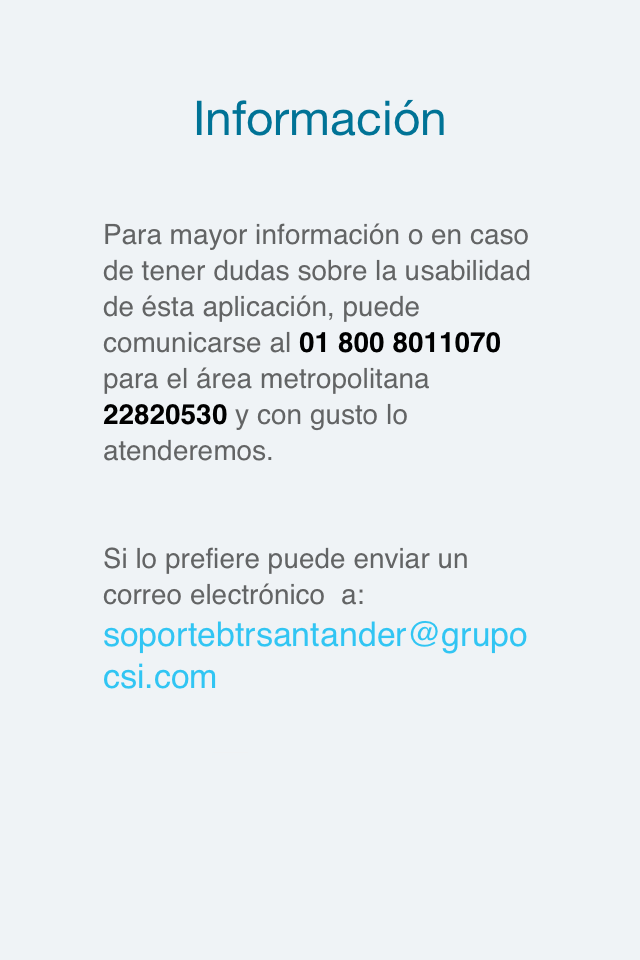 Información
Para mayor información o en caso
de tener dudas sobre la usabilidad
de ésta aplicación, puede
comunicarse al 01 800 8011070
para el área metropolitana
22820530 y con gusto lo
atenderemos.
Si lo prefiere puede enviar un
correo electrónico  a:
soportebtrsantander@grupo
csi.com